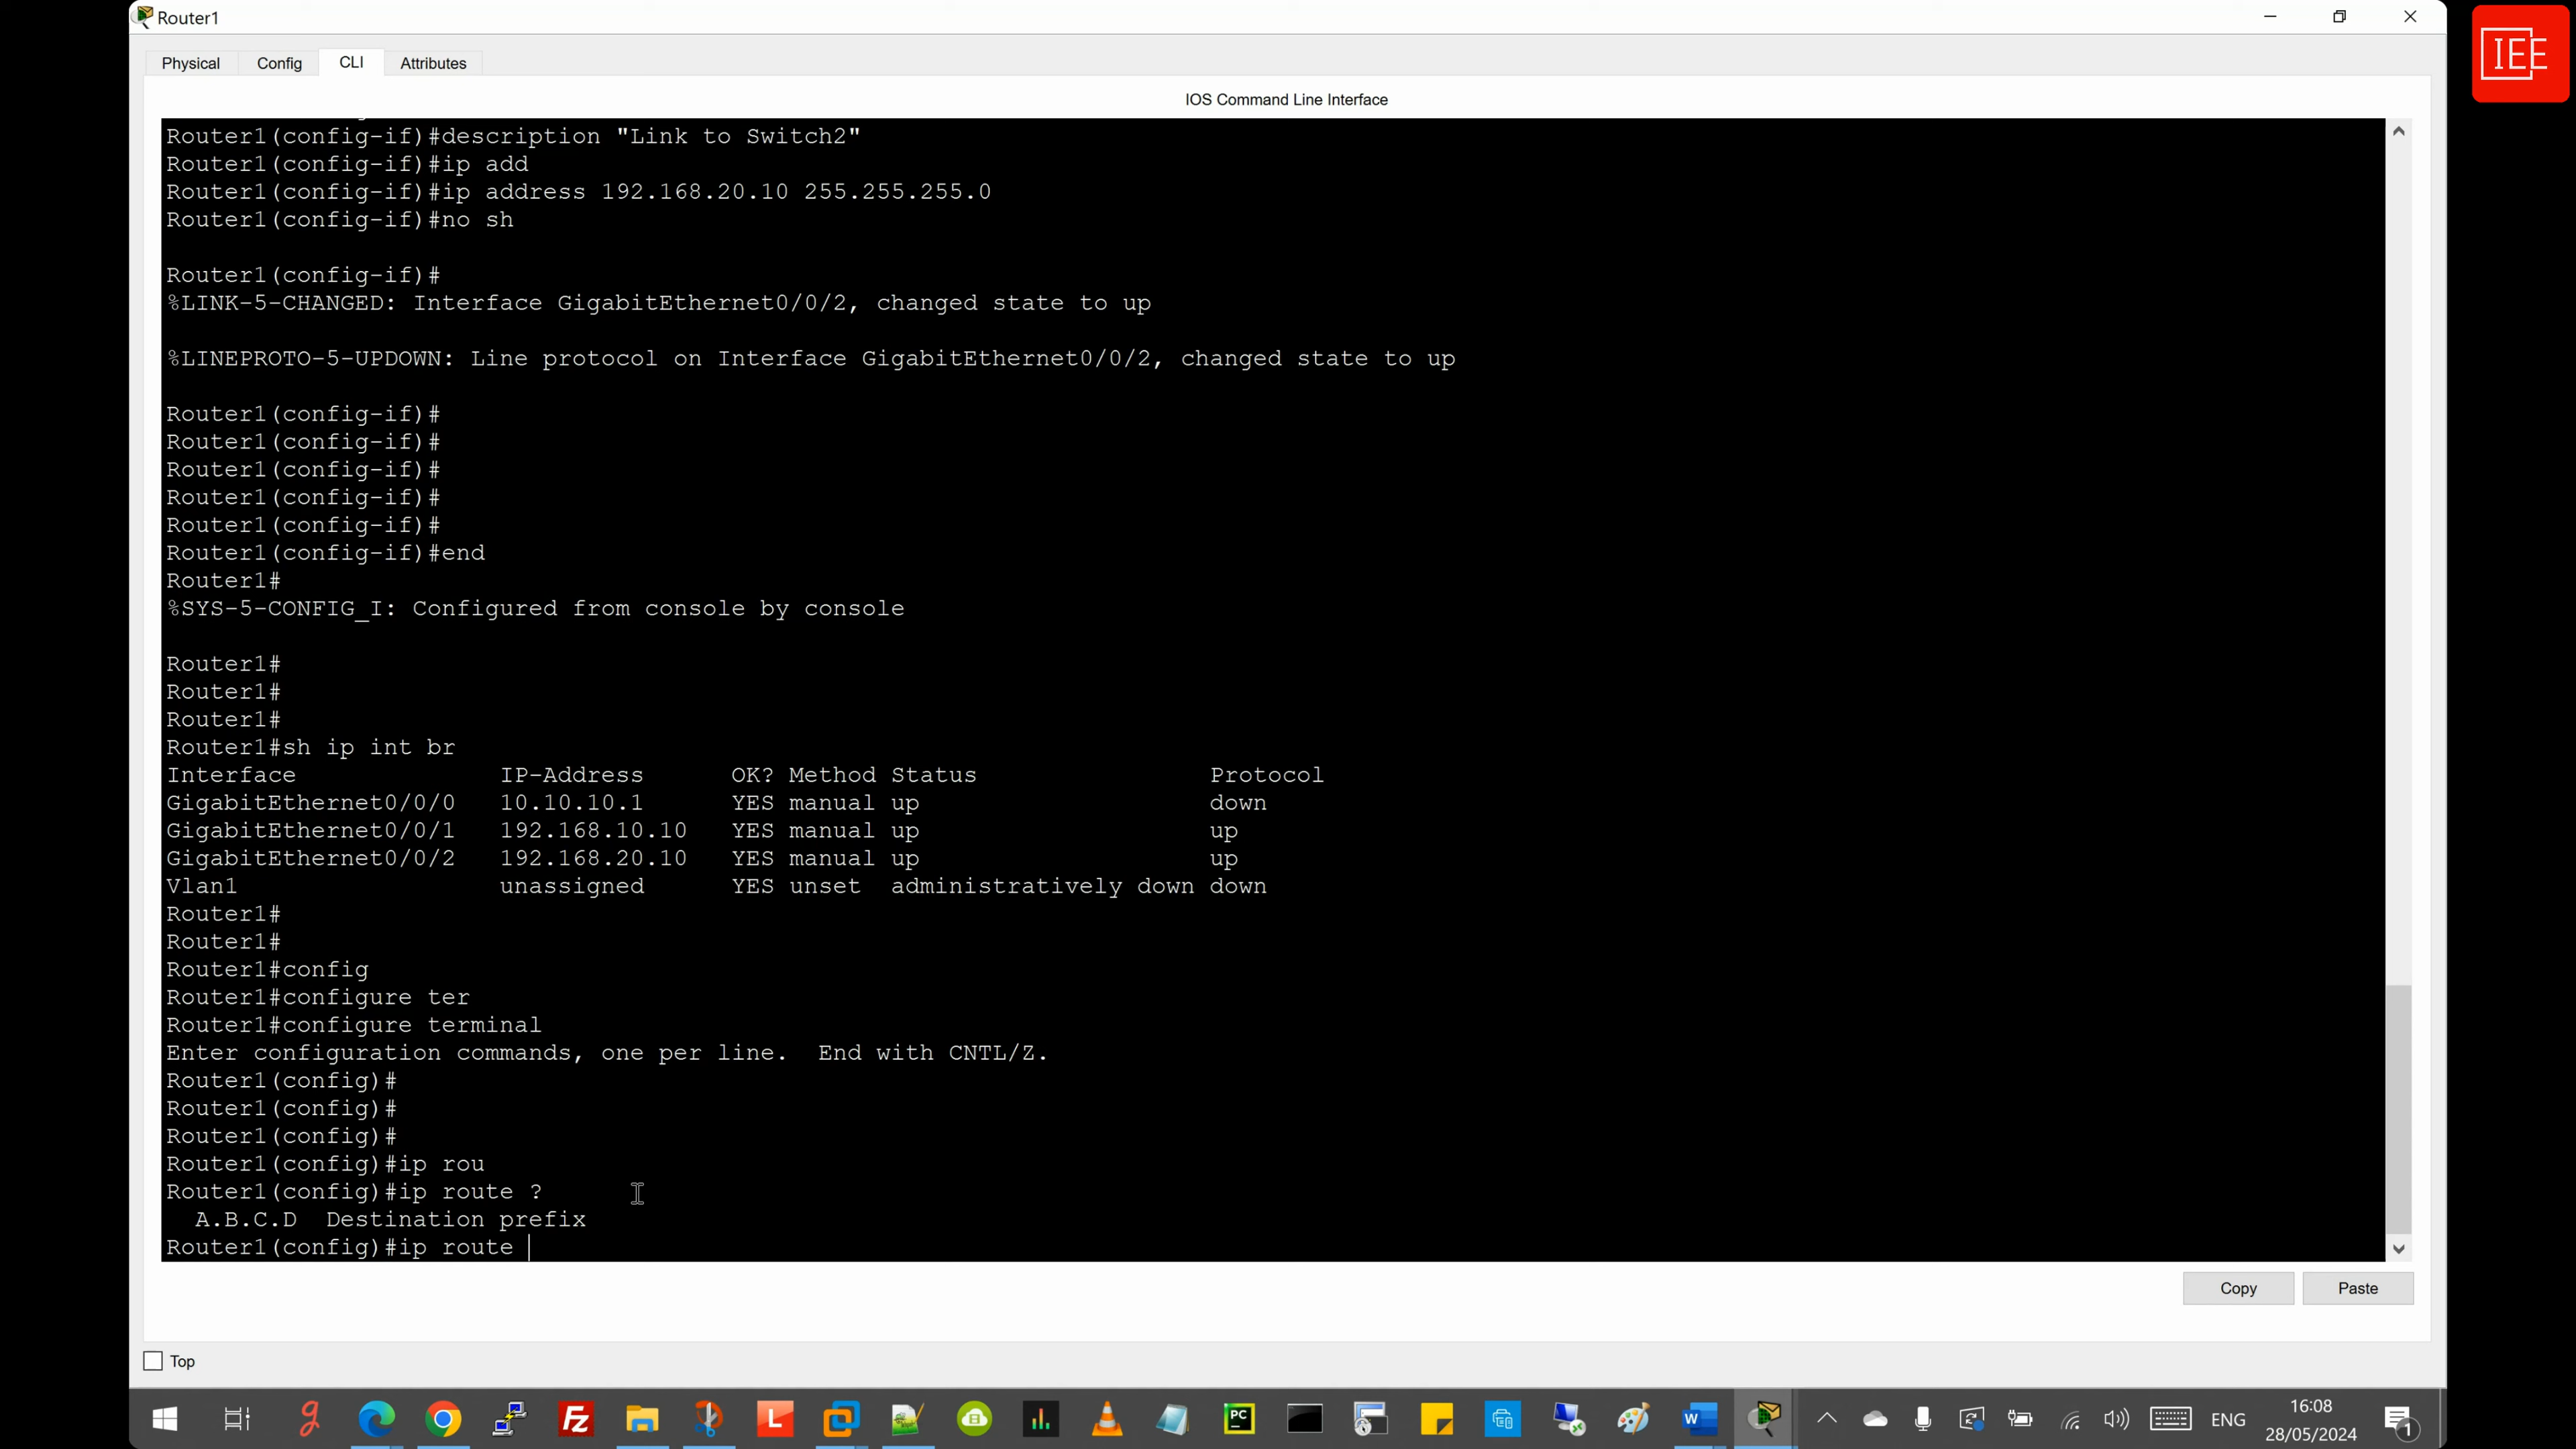 Router1
IEE
Physical Config CLI Attributes
IOS Command Line Interface
Router1(config-if)#description "Link to Switch2"
Router1(config-if)#ip add
Router1(config-if)#ip address 192.168.20.10 255.255.255.0
Router1(config-if)#no sh
Router1(config-if)#
%LINK-5-CHANGED: Interface GigabitEthernet0/0/2, changed state to up
%LINEPROTO-5-UPDOWN: Line protocol on Interface GigabitEthernet0/0/2, changed state to up
Router1(config-if)#
Router1(config-if)#
Router1(config-if)#
Router1(config-if)#
Router1(config-if)#
Router1(config-if)#end
Router1#
%SYS-5-CONFIG_I: Configured from console by console
Router1#
Router1#
Router1#
Router1#sh ip int br
Interface IP-Address OK? Method Status Protocol
GigabitEthernet0/0/0 10.10.10.1 YES manual up down
GigabitEthernet0/0/1 192.168.10.10 YES manual up up
GigabitEthernet0/0/2 192.168.20.10 YES manual up up
Vlan1 unassigned YES unset administratively down down
Router1#
Router1#
Router1#config
Router1#configure ter
Router1#configure terminal
Enter configuration commands, one per line. End with CNTL/Z.
Router1(config)#
Router1(config)#
Router1(config)#
Router1(config)#ip rou
Router1(config)#ip route ?
A.B.C.D Destination prefix
Router1(config)#ip route
Copy Paste
Top
ENG
16:08
28/05/2024
1